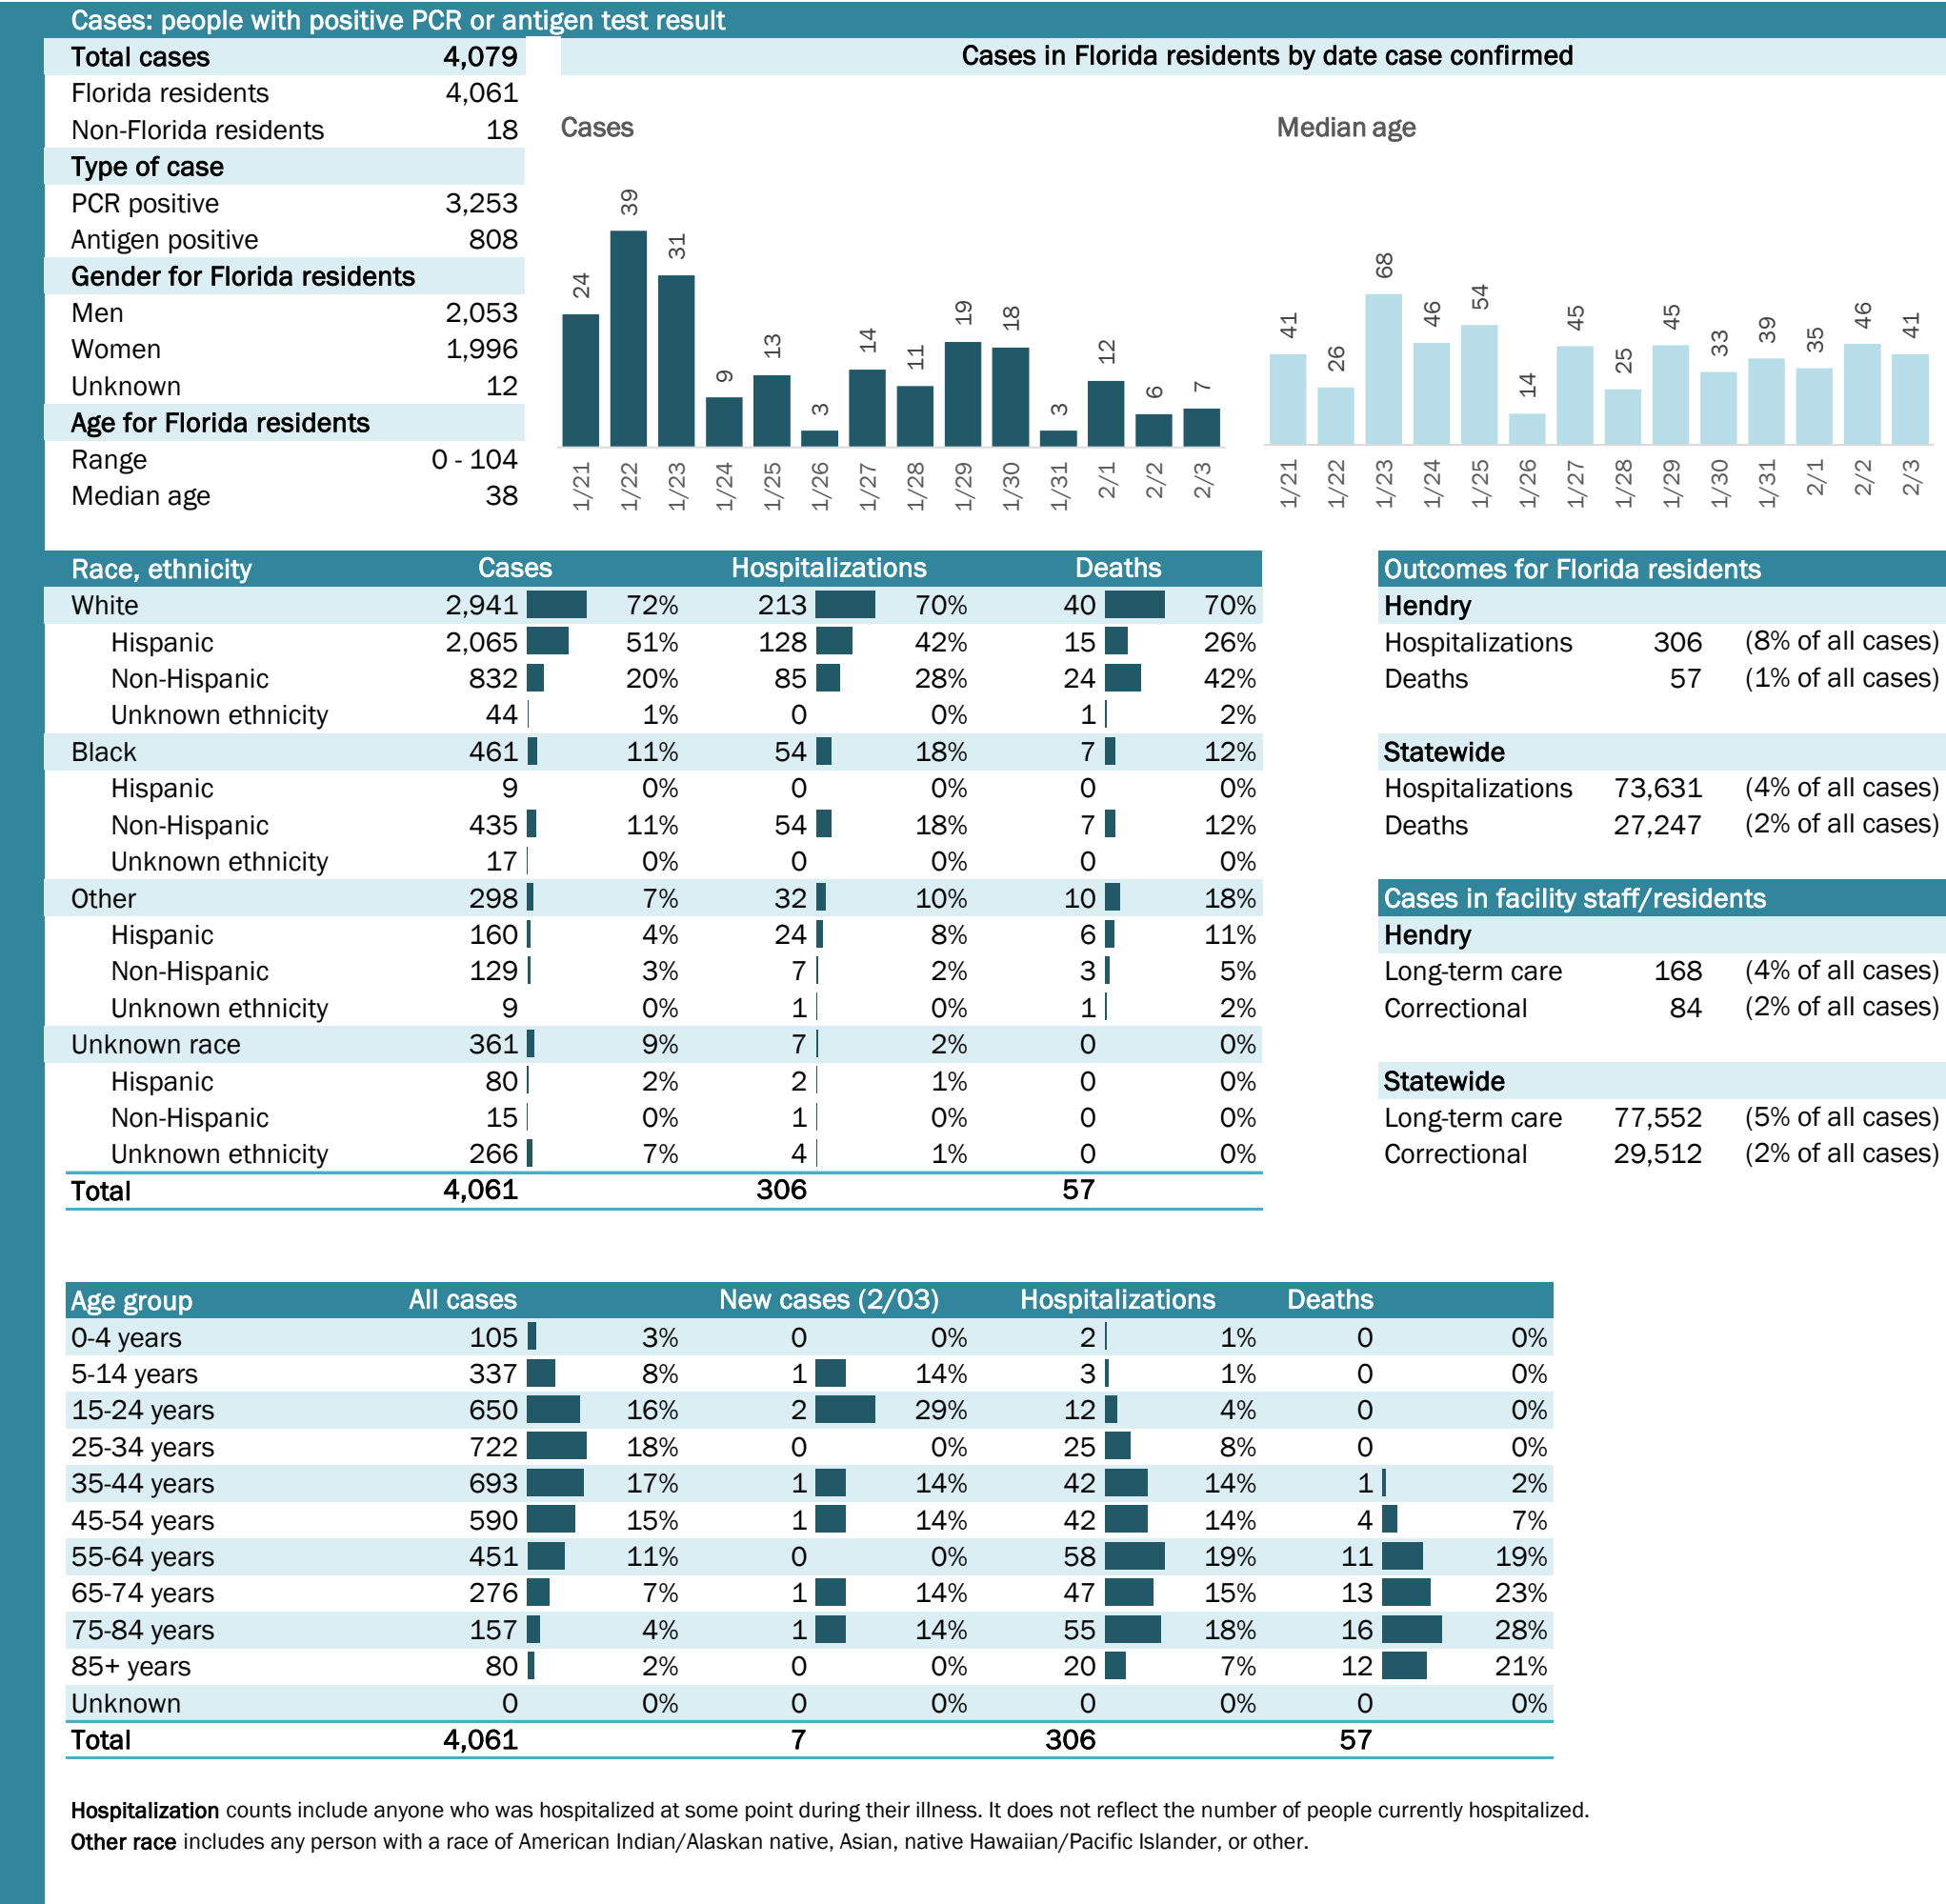 Cases: people with positive PCR or antigen test result
Total cases 4,079
Florida residents 4,061
Non-Florida residents 18
Type of case
PCR positive 3,253
Antigen positive 808
Gender for Florida residents
Men 2,053
Women 1,996
Unknown 12
Age for Florida residents
Range 0 - 104
Median age 38
Cases in Florida residents by date case confirmed
Cases
24 39 31 9 13 3 14 11 19 18 3 12 6 7
1/21 1/22 1/23 1/24 1/25 1/26 1/27 1/28 1/29 1/30 1/31 2/1 2/2 2/3
Median age
41 26 68 46 54 14 45 25 45 33 39 35 46 41
1/21 1/22 1/23 1/24 1/25 1/26 1/27 1/28 1/29 1/30 1/31 2/1 2/2 2/3
Race, ethnicity Cases Hospitalizations Deaths
White 2,941 72% 213 70% 40 70%
Hispanic 2,065 51% 128 42% 15 26%
Non-Hispanic 832 20% 85 28% 24 42%
Unknown ethnicity 44 1% 0 0% 1 2%
Black 461 11% 54 18% 7 12%
Hispanic 9 0% 0 0% 0 0%
Non-Hispanic 435 11% 54 18% 7 12%
Unknown ethnicity 17 0% 0 0% 0 0%
Other 298 7% 32 10% 10 18%
Hispanic 160 4% 24 8% 6 11%
Non-Hispanic 129 3% 7 2% 3 5%
Unknown ethnicity 9 0% 1 0% 1 2%
Unknown race 361 9% 7 2% 0 0%
Hispanic 80 2% 2 1% 0 0%
Non-Hispanic 15 0% 1 0% 0 0%
Unknown ethnicity 266 7% 4 1% 0 0%
Total 4,061 306 57
Outcomes for Florida residents
Hendry
Hospitalizations 306 (8% of all cases)
Deaths 57 (1% of all cases)
Statewide
Hospitalizations 73,631 (4% of all cases)
Deaths 27,247 (2% of all cases)
Cases in facility staff/residents
Hendry
Long-term care 168 (4% of all cases)
Correctional 84 (2% of all cases)
Statewide
Long-term care 77,552 (5% of all cases)
Correctional 29,512 (2% of all cases)
Age group All cases New cases (2/03) Hospitalizations Deaths
0-4 years 105 3% 0 0% 2 1% 0 0%
5-14 years 337 8% 1 14% 3 1% 0 0%
15-24 years 650 16% 2 29% 12 4% 0 0%
25-34 years 722 18% 0 0% 25 8% 0 0%
35-44 years 693 17% 1 14% 42 14% 1 2%
45-54 years 590 15% 1 14% 42 14% 4 7%
55-64 years 451 11% 0 0% 58 19% 11 19%
65-74 years 276 7% 1 14% 47 15% 13 23%
75-84 years 157 4% 1 14% 55 18% 16 28%
85+ years 80 2% 0 0% 20 7% 12 21%
Unknown 0 0% 0 0% 0 0% 0 0%
Total 4,061 7 306 57
Hospitalization counts include anyone who was hospitalized at some point during their illness. It does not reflect the number of people currently hospitalized.
Other race includes any person with a race of American Indian/Alaskan native, Asian, native Hawaiian/Pacific Islander, or other.